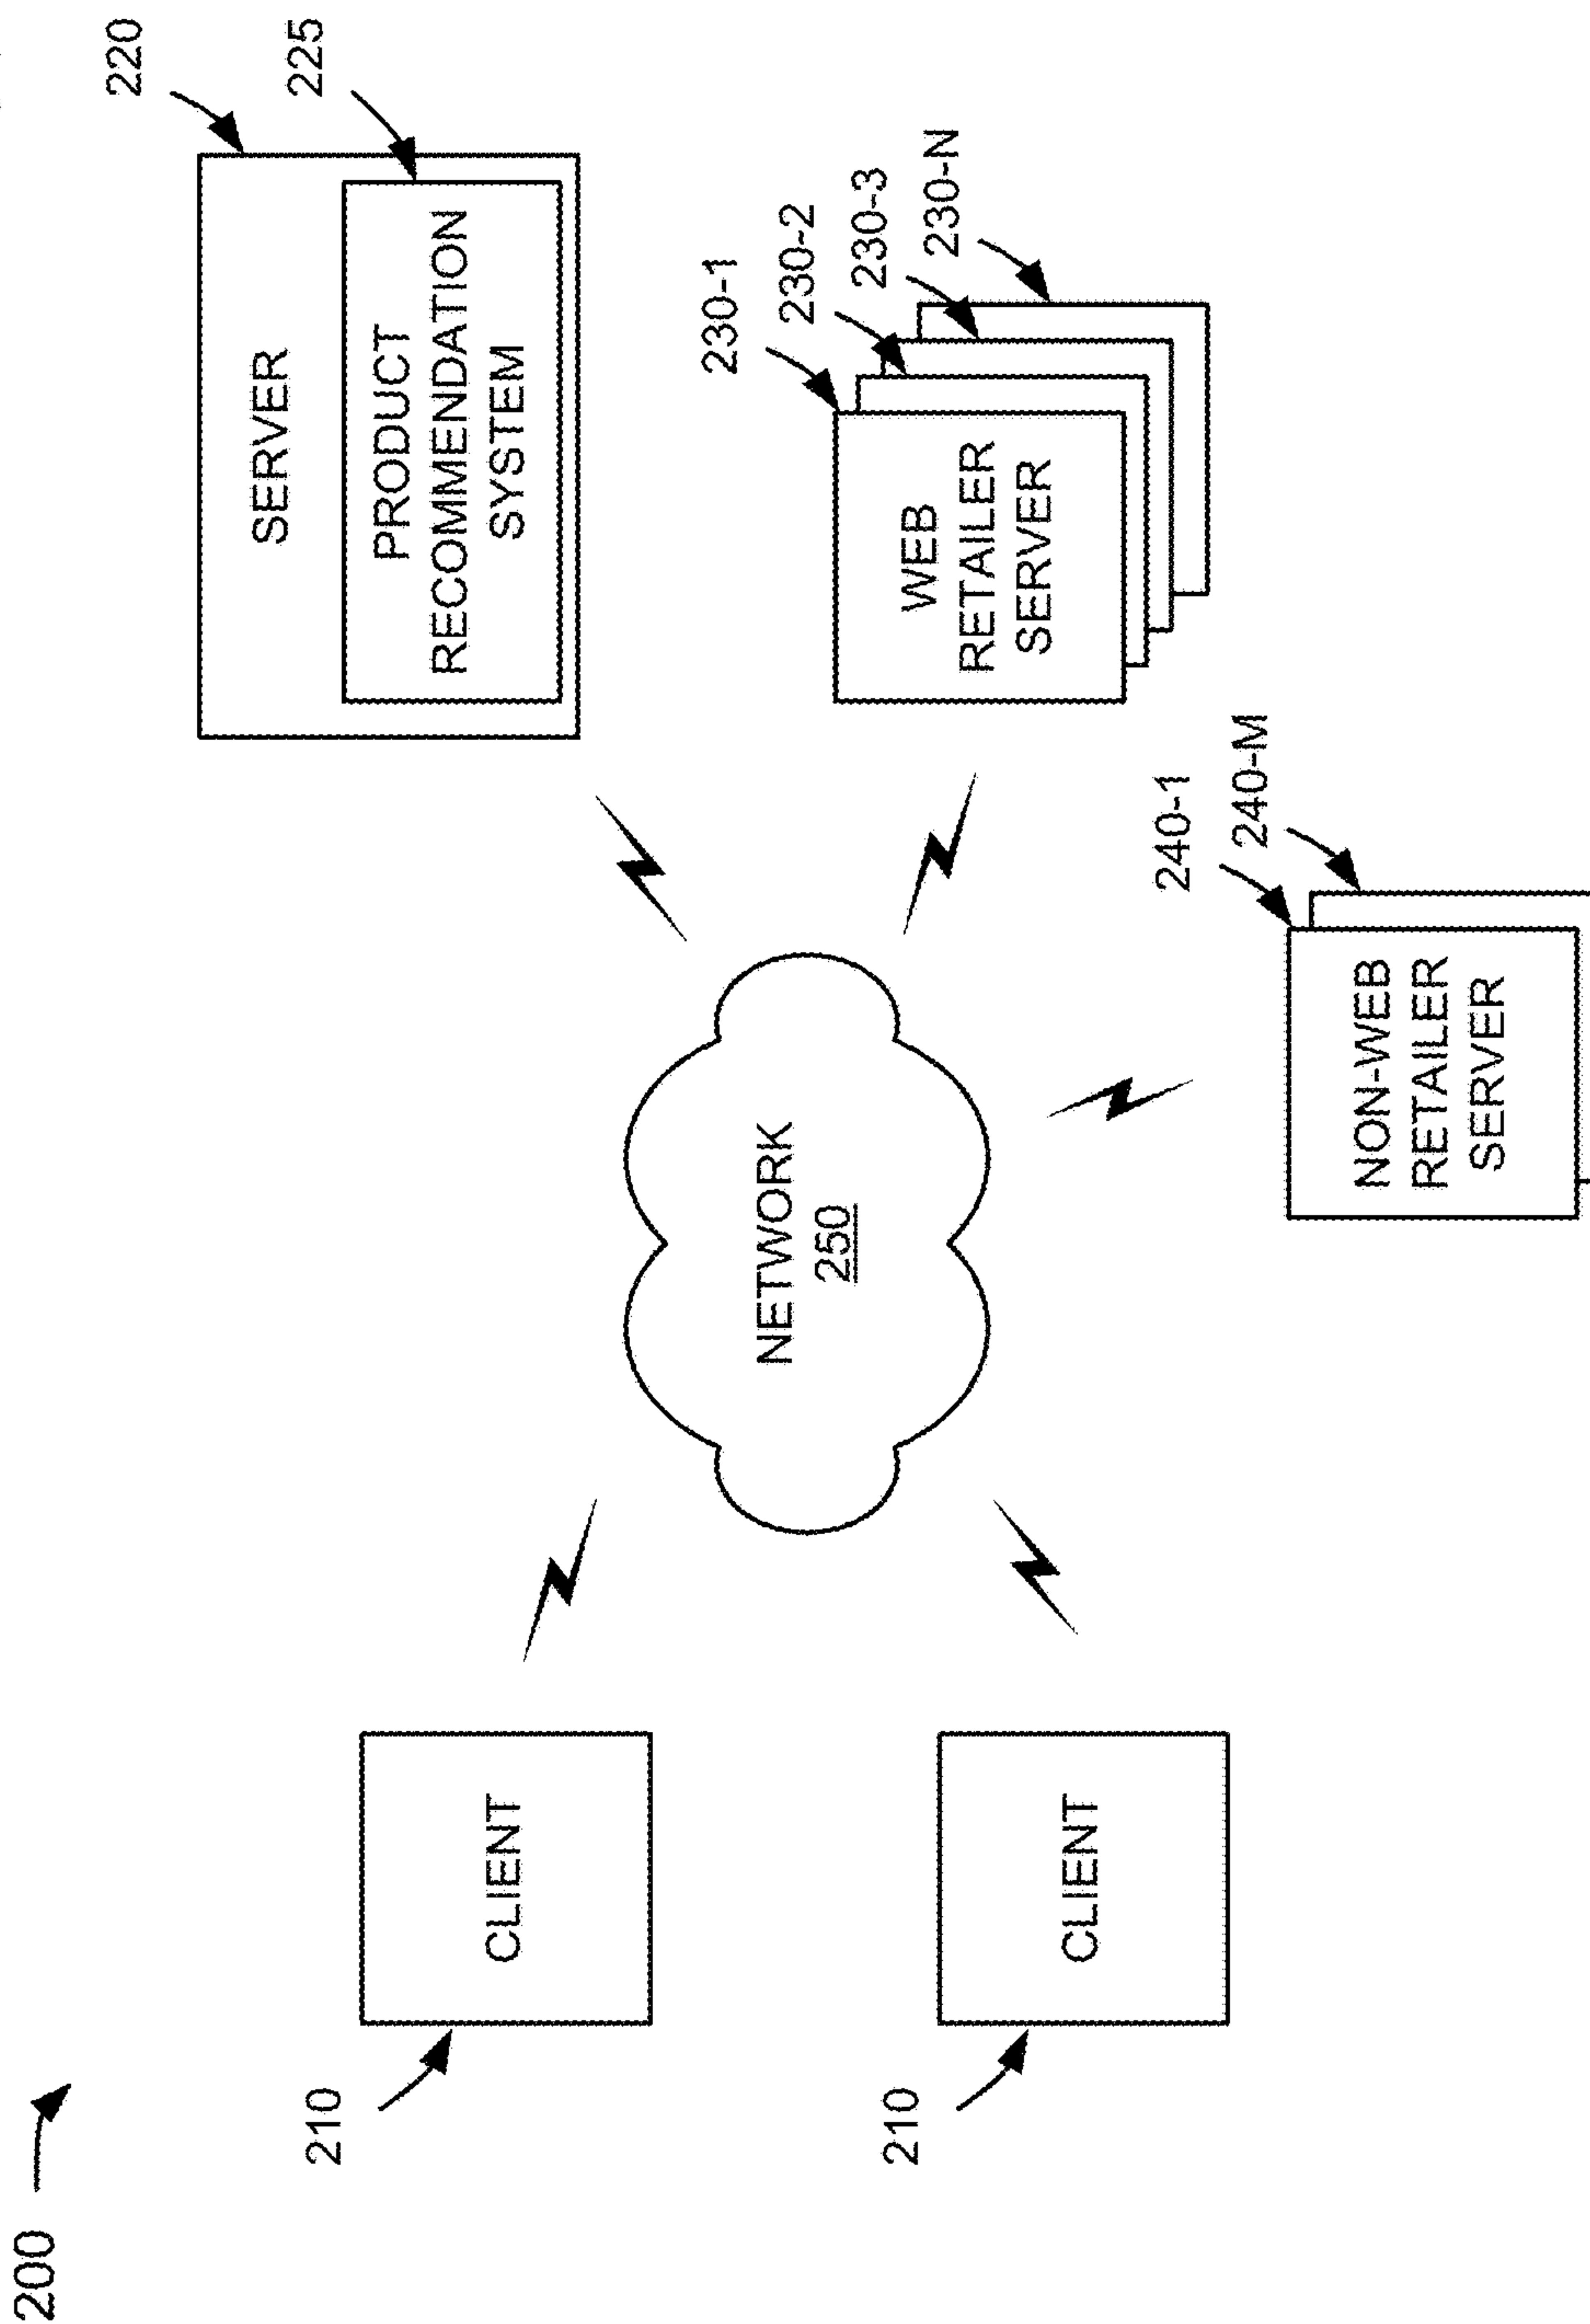 200
210
CLIENT
210
CLIENT
NETWORK
250
SERVER
220
PRODUCT
RECOMMENDATION
SYSTEM
225
WEB
RETAILER
SERVER
230-1
230-2
230-3
230-N
NON-WEB
RETAILER
SERVER
240-1
240-M